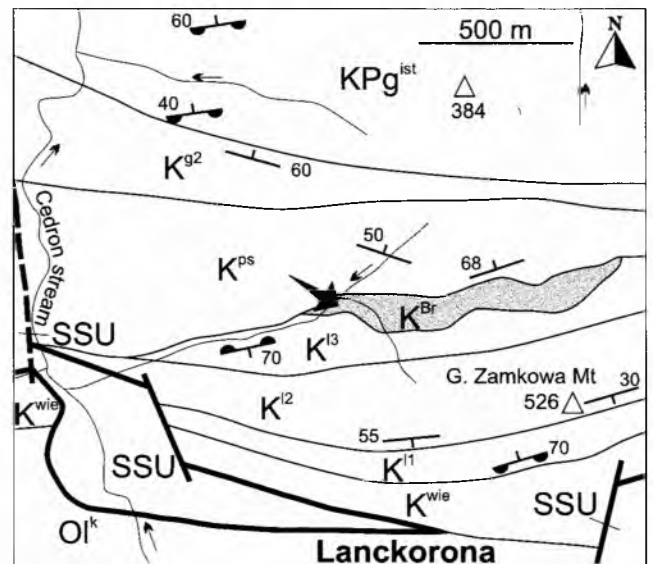 60
500 m
N
KPg^ist
384
40
K^g2
60
Cedron stream
K^ps
50
68
K^Br
SSU
70
K^l3
G. Zamkowa Mt
30
526
K^l2
K^wie
55
K^l1
70
SSU
K^wie
SSU
Ol^k
Lanckorona